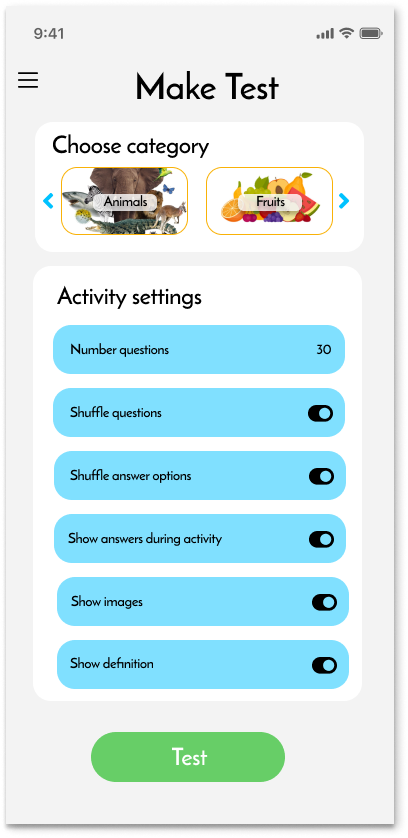 9:41
Make Test
Choose category
Animals
Fruits
Activity settings
Number questions 30
Shuffle questions
Shuffle answer options
Show answers during activity
Show images
Show definition
Test